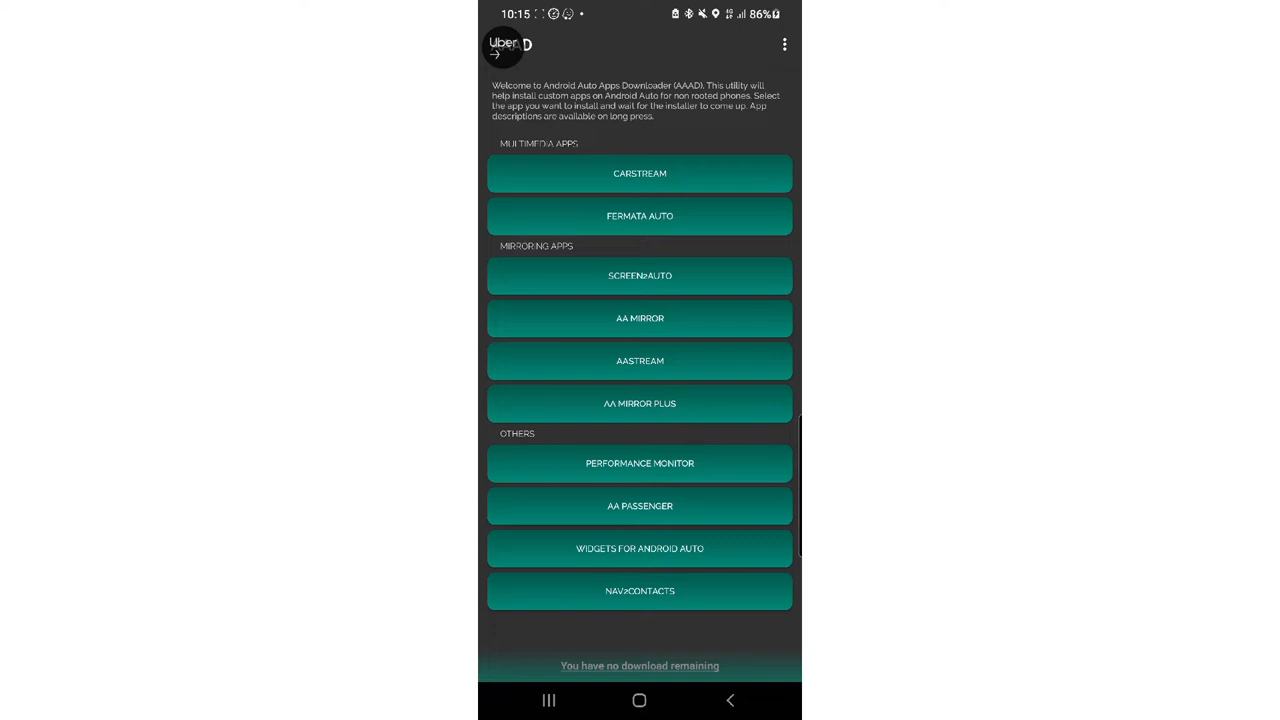 10:15
4G
86%
Uber
AAAD
Welcome to Android Auto Apps Downloader (AAAD). This utility will
help install custom apps on Android Auto for non rooted phones. Select
the app you want to install and wait for the installer to come up. App
descriptions are available on long press.
MULTIMEDIA APPS
CARSTREAM
FERMATA AUTO
MIRRORING APPS
SCREEN2AUTO
AA MIRROR
AASTREAM
AA MIRROR PLUS
OTHERS
PERFORMANCE MONITOR
AA PASSENGER
WIDGETS FOR ANDROID AUTO
NAV2CONTACTS
You have no download remaining